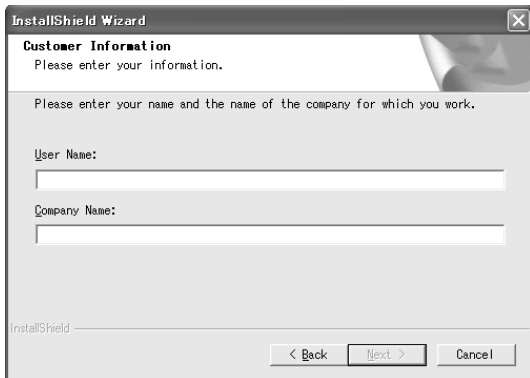 InstallShield Wizard
Customer Information
Please enter your information.
Please enter your name and the name of the company for which you work.
User Name:
Company Name:
InstallShield
< Back Next > Cancel